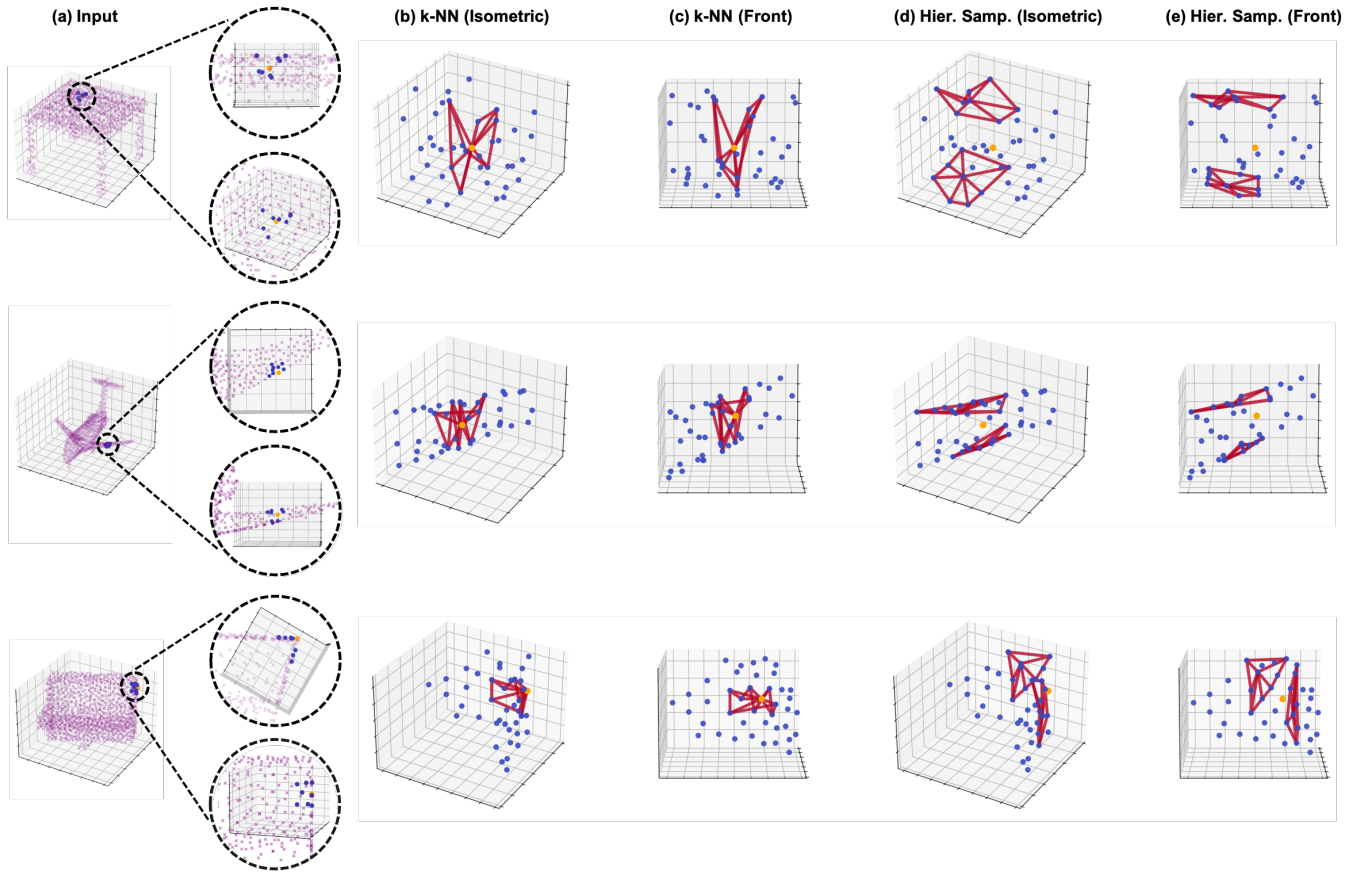 (a) Input
(b) k-NN (Isometric)
(c) k-NN (Front)
(d) Hier. Samp. (Isometric)
(e) Hier. Samp. (Front)